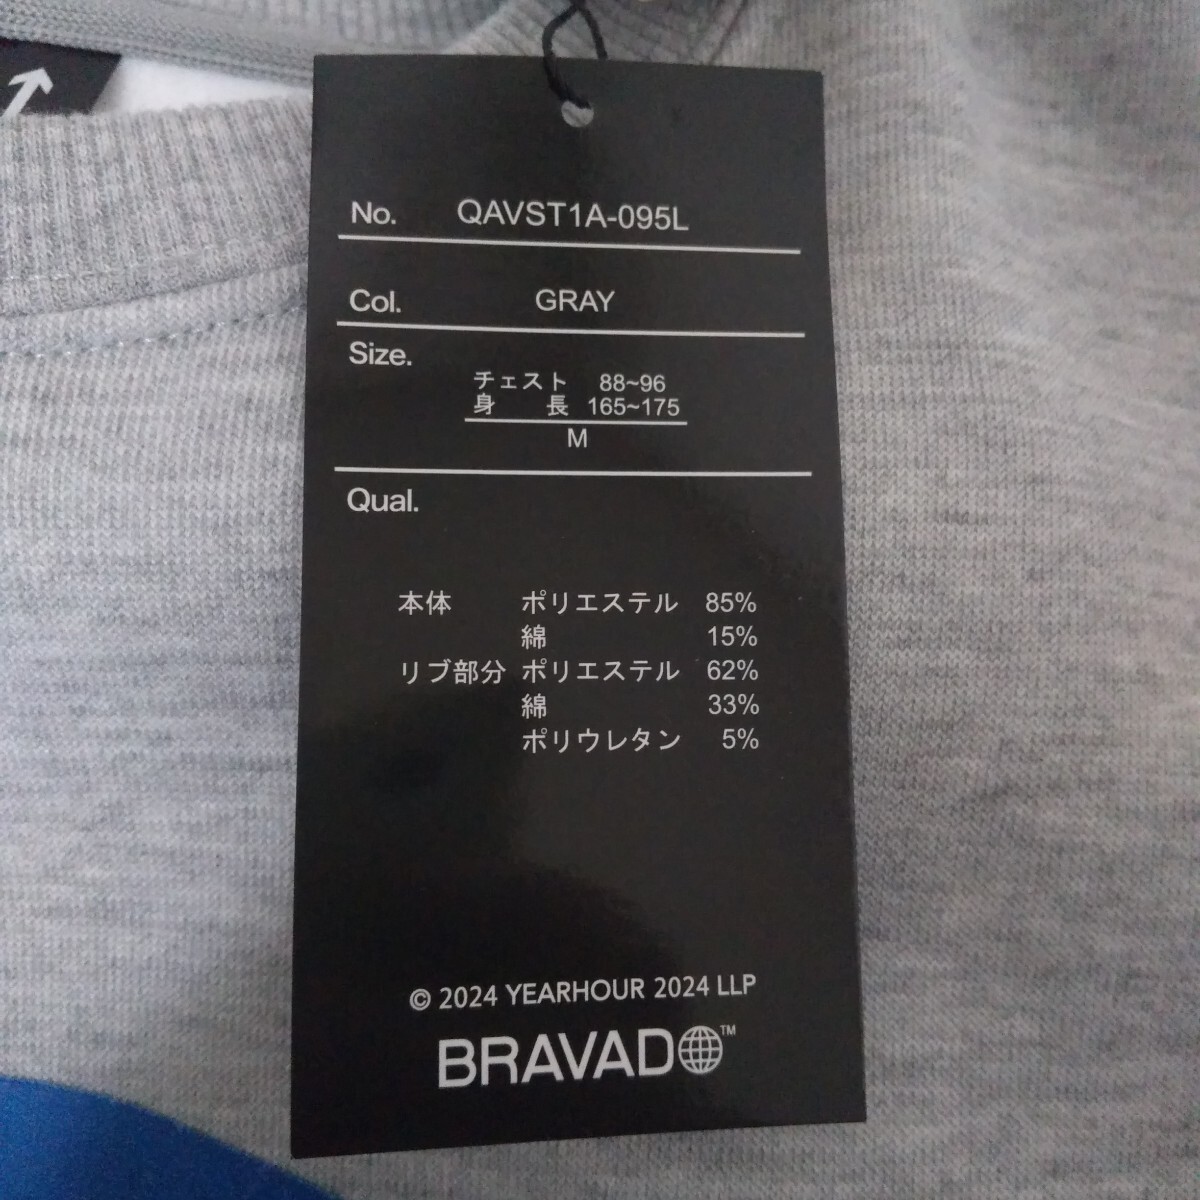 No. QAVST1A-095L
Col. GRAY
Size.
チェスト 88~96
身 長 165~175
M
Qual.
本体 ポリエステル 85%
綿 15%
リブ部分 ポリエステル 62%
綿 33%
ポリウレタン 5%
© 2024 YEARHOUR 2024 LLP
BRAVADO™